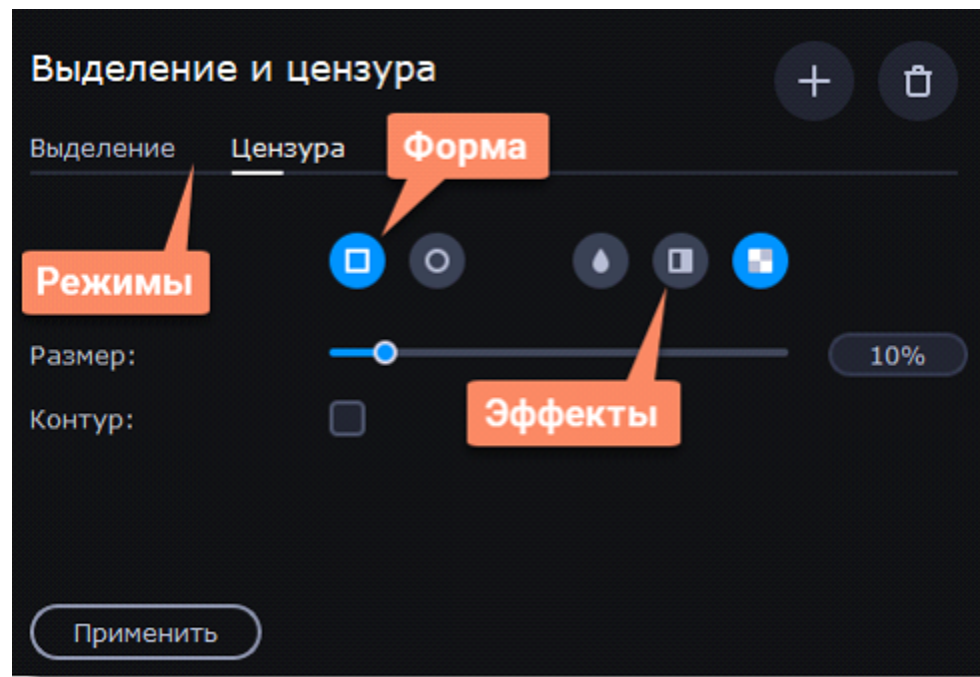 Выделение и цензура
Выделение Цензура
Форма
Режимы
Размер: 10%
Контур:
Эффекты
Применить